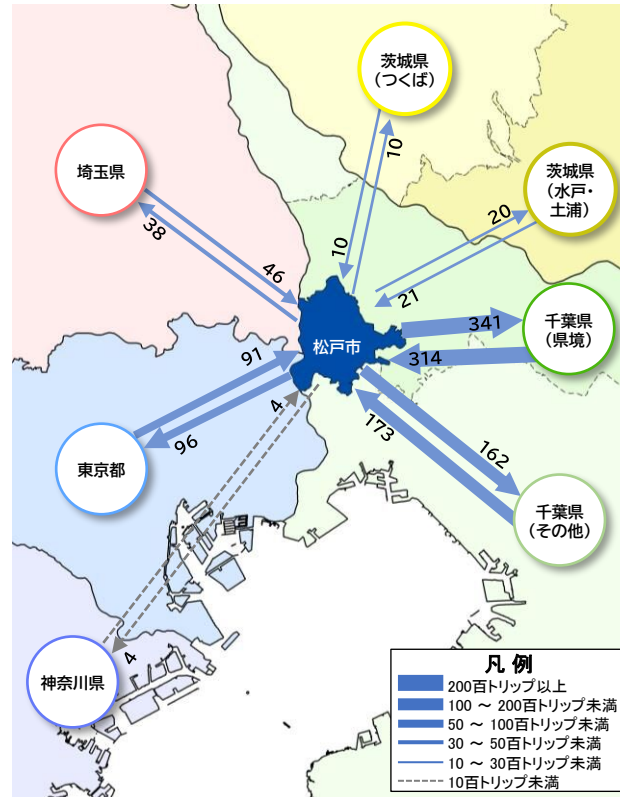 茨城県
(つくば)
埼玉県
茨城県
(水戸・
土浦)
10
10
20
21
38
46
341
314
千葉県
(県境)
松戸市
91
96
4
173
162
東京都
千葉県
(その他)
4
神奈川県
凡 例
200百トリップ以上
100 ～ 200百トリップ未満
50 ～ 100百トリップ未満
30 ～ 50百トリップ未満
10 ～ 30百トリップ未満
10百トリップ未満